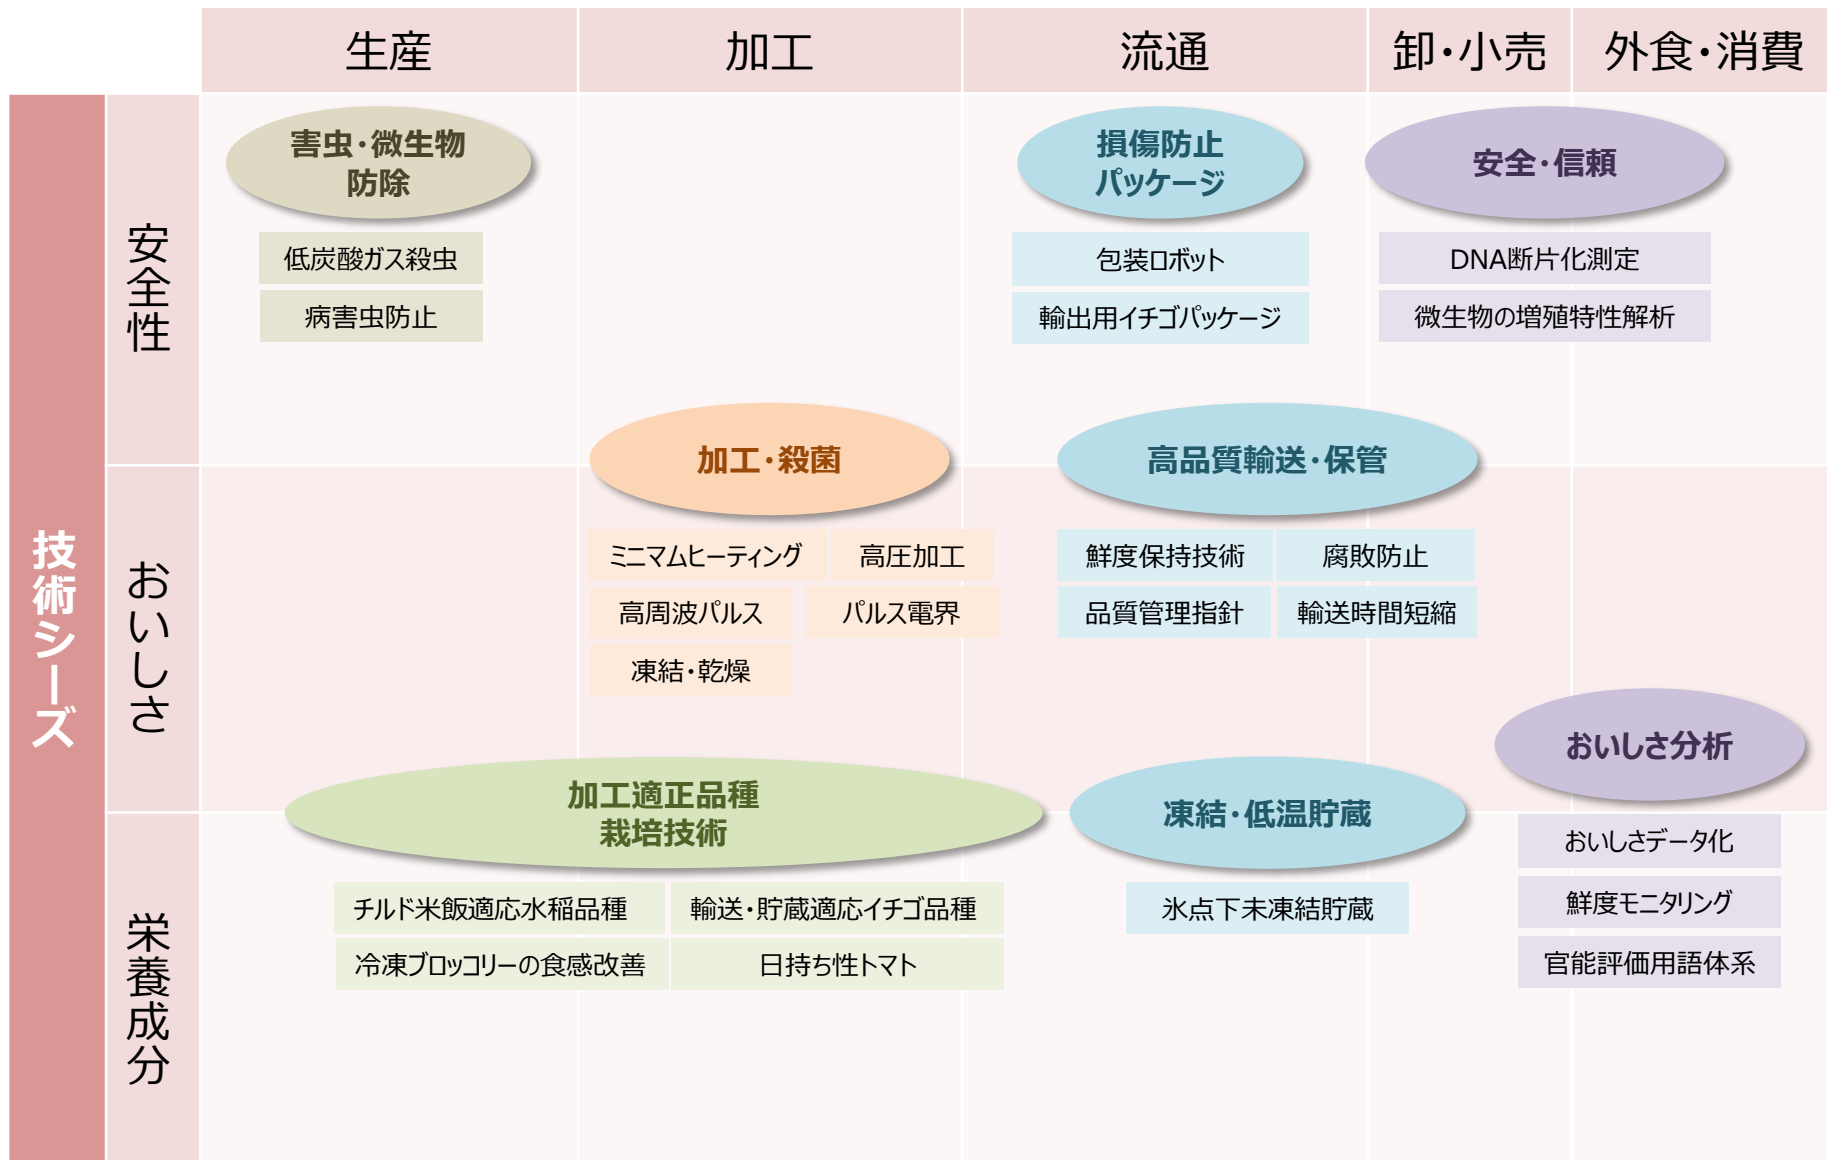 生産
加工
流通
卸・小売
外食・消費
技術シーズ
安全性
害虫・微生物
防除
低炭酸ガス殺虫
病害虫防止
損傷防止
パッケージ
包装ロボット
輸出用イチゴパッケージ
安全・信頼
DNA断片化測定
微生物の増殖特性解析
おいしさ
加工・殺菌
ミニマムヒーティング
高圧加工
高周波パルス
パルス電界
凍結・乾燥
高品質輸送・保管
鮮度保持技術
腐敗防止
品質管理指針
輸送時間短縮
おいしさ分析
おいしさデータ化
鮮度モニタリング
官能評価用語体系
栄養成分
加工適正品種
栽培技術
チルド米飯適応水稲品種
輸送・貯蔵適応イチゴ品種
冷凍ブロッコリーの食感改善
日持ち性トマト
凍結・低温貯蔵
氷点下未凍結貯蔵